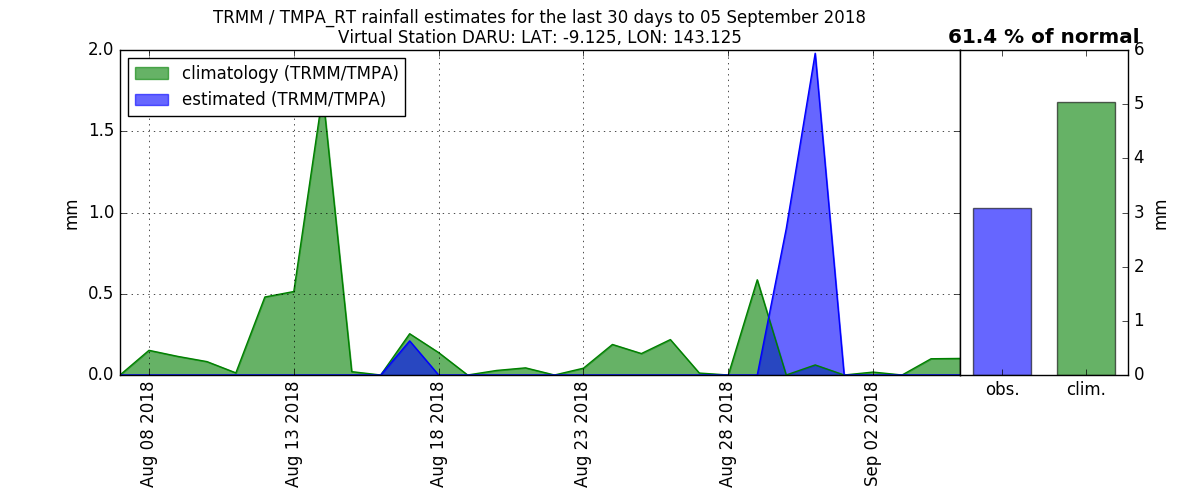 TRMM / TMPA_RT rainfall estimates for the last 30 days to 05 September 2018
Virtual Station DARU: LAT: -9.125, LON: 143.125
61.4 % of normal
climatology (TRMM/TMPA)
estimated (TRMM/TMPA)
2.0
1.5
1.0
0.5
0.0
mm
Aug 08 2018
Aug 13 2018
Aug 18 2018
Aug 23 2018
Aug 28 2018
Sep 02 2018
6
5
4
3
2
1
0
mm
obs.
clim.